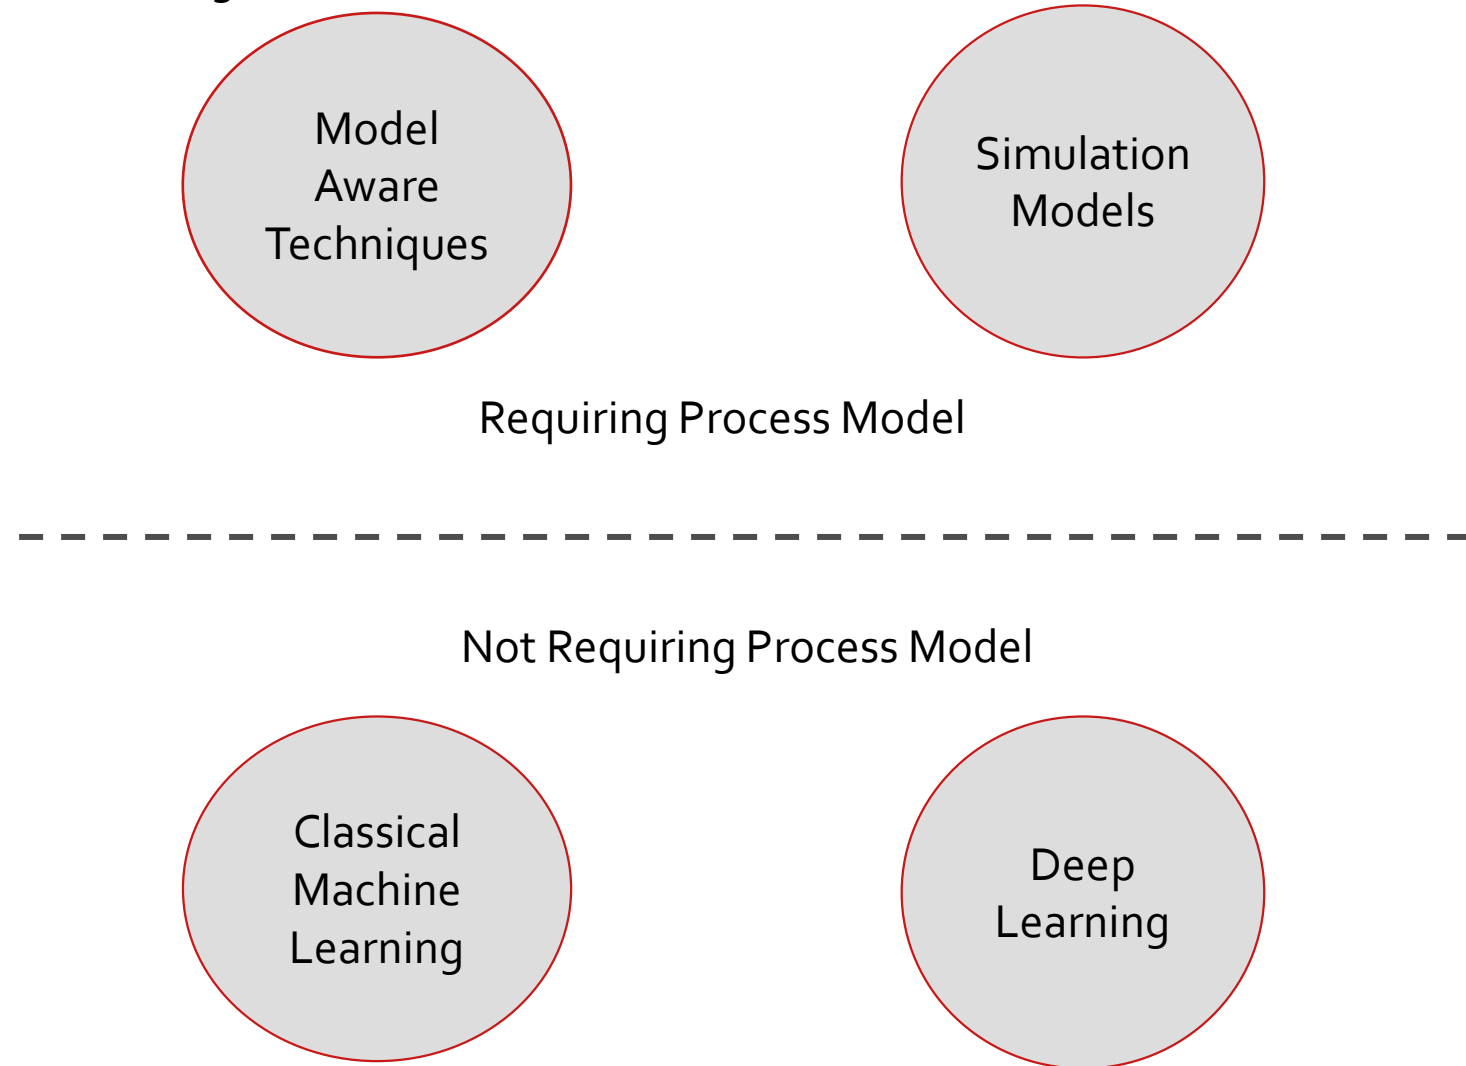 Model
Aware
Techniques
Simulation
Models
Requiring Process Model
Not Requiring Process Model
Classical
Machine
Learning
Deep
Learning